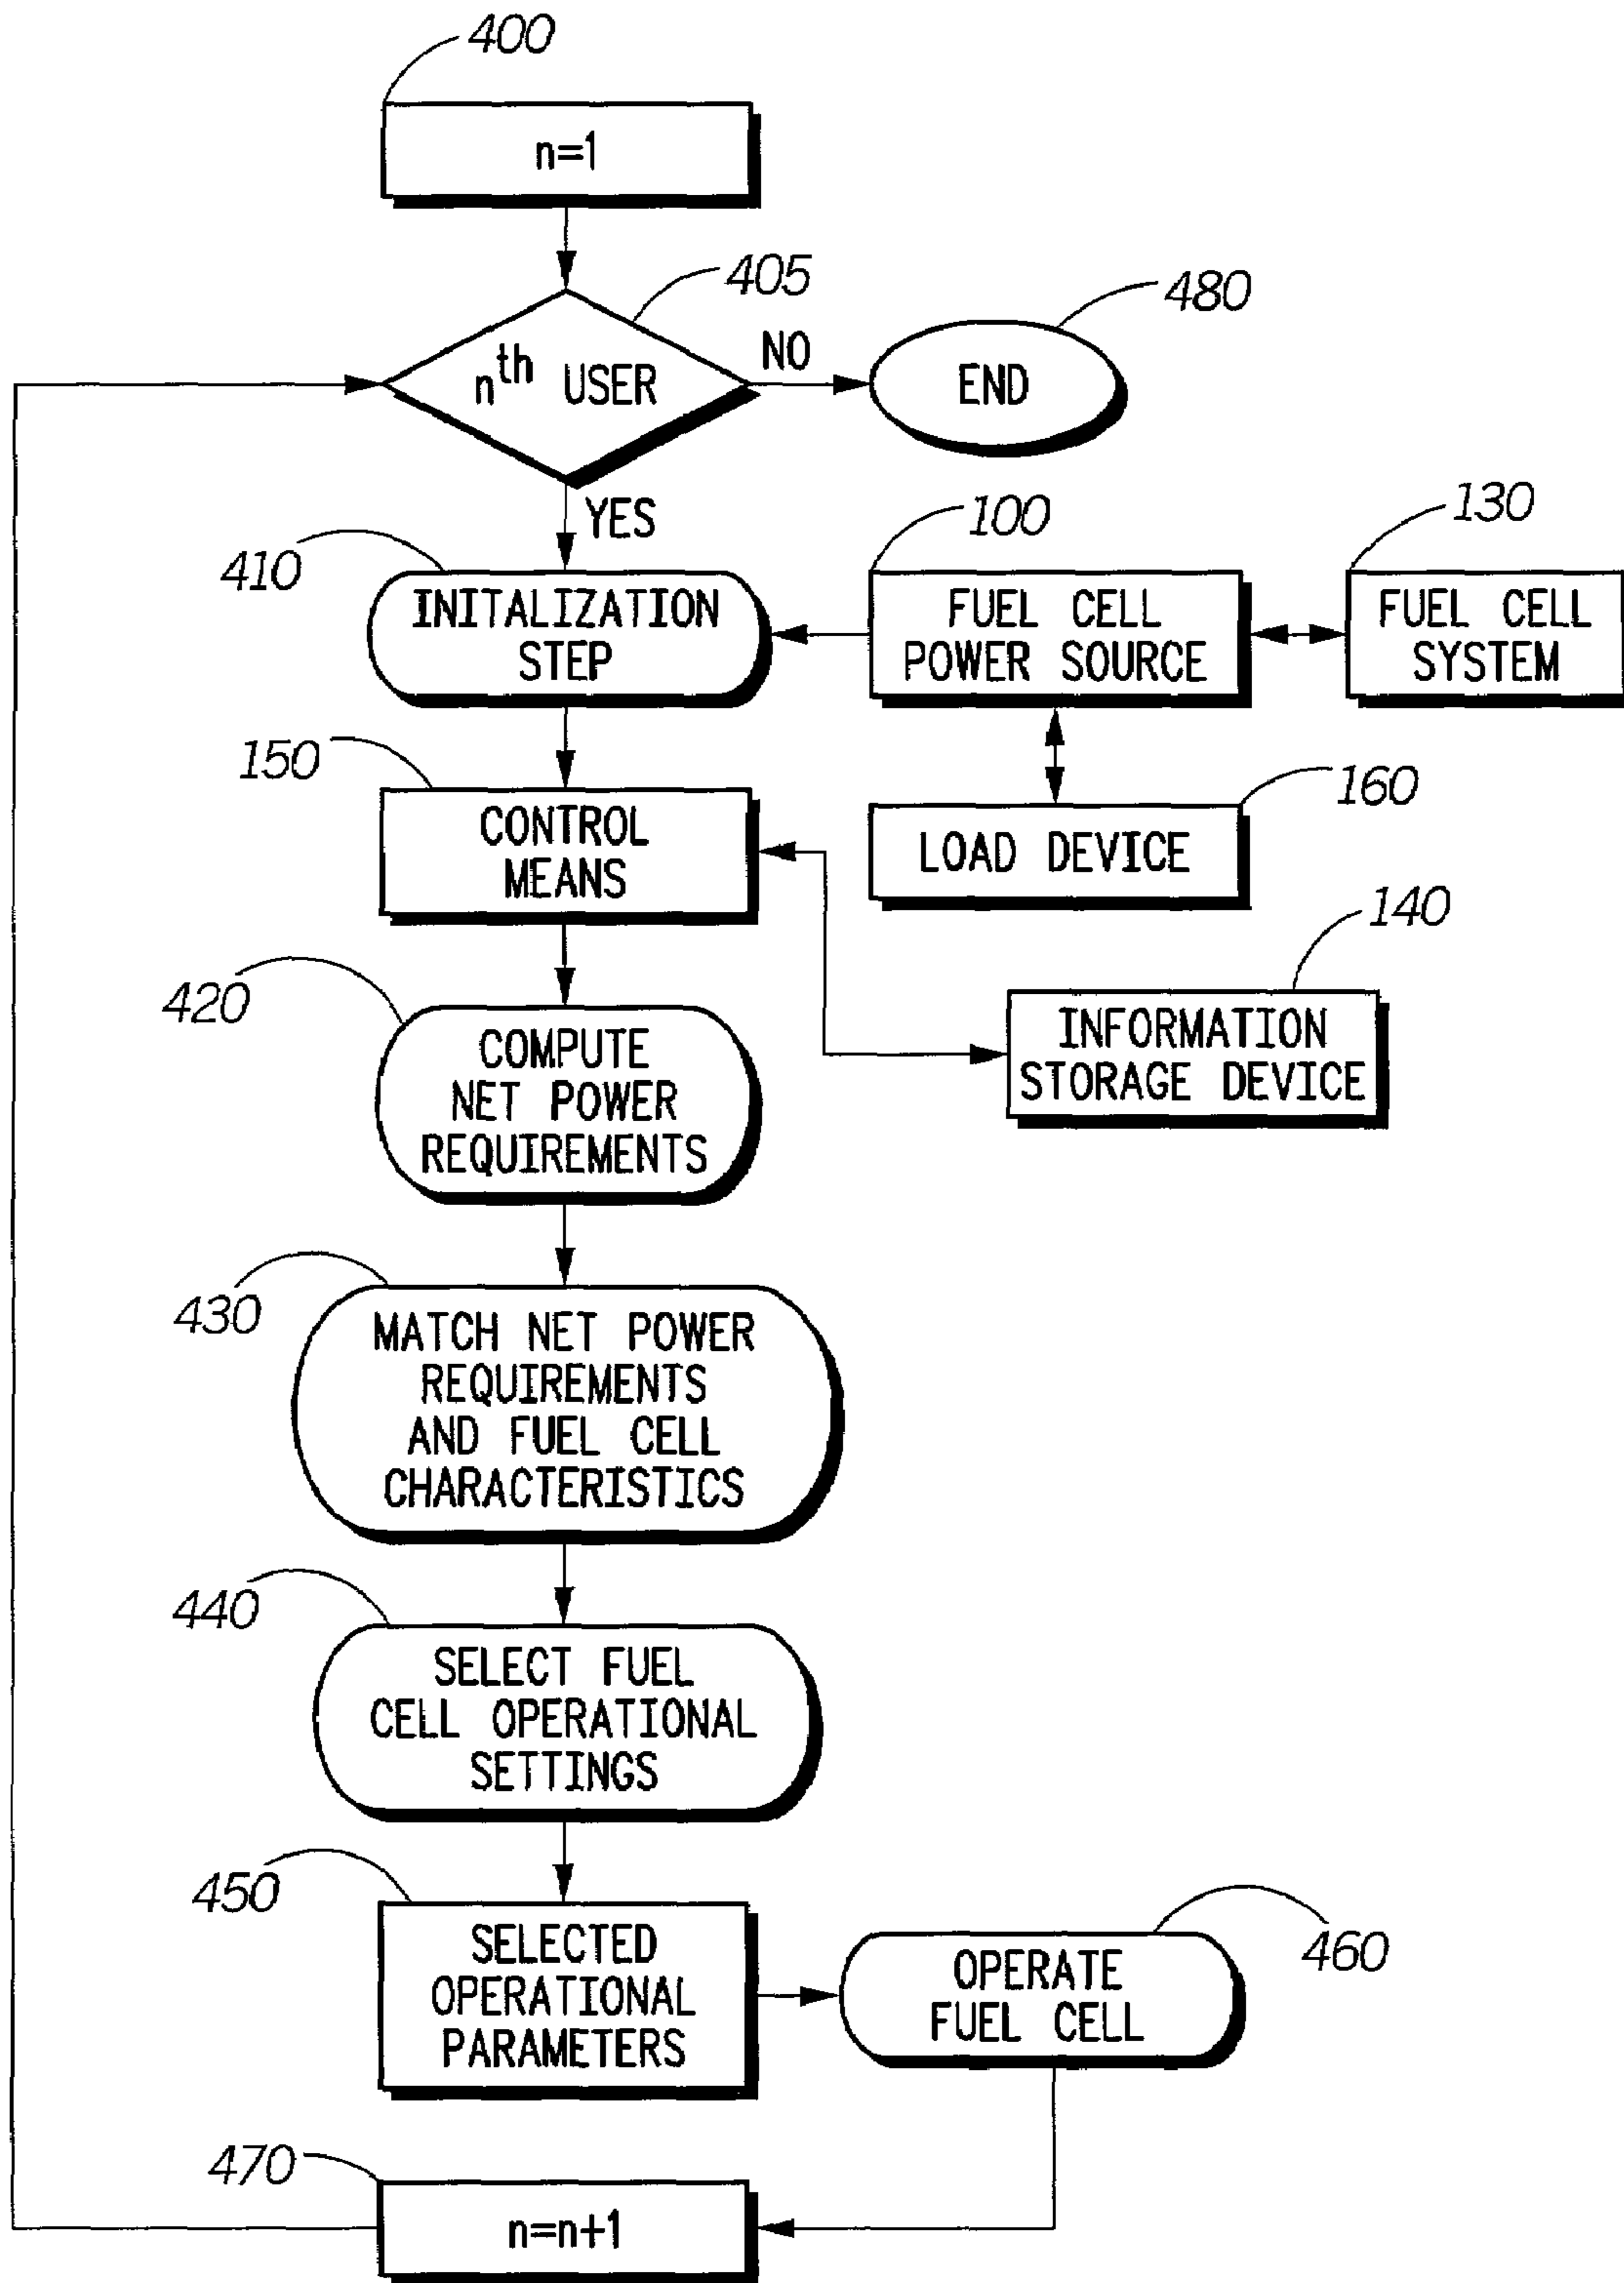 400
n=1
405
480
nth USER
NO
END
YES
100
130
410
INITALIZATION
STEP
FUEL CELL
POWER SOURCE
FUEL CELL
SYSTEM
150
160
CONTROL
MEANS
LOAD DEVICE
140
420
INFORMATION
STORAGE DEVICE
COMPUTE
NET POWER
REQUIREMENTS
430
MATCH NET POWER
REQUIREMENTS
AND FUEL CELL
CHARACTERISTICS
440
SELECT FUEL
CELL OPERATIONAL
SETTINGS
450
460
SELECTED
OPERATIONAL
PARAMETERS
OPERATE
FUEL CELL
470
n=n+1